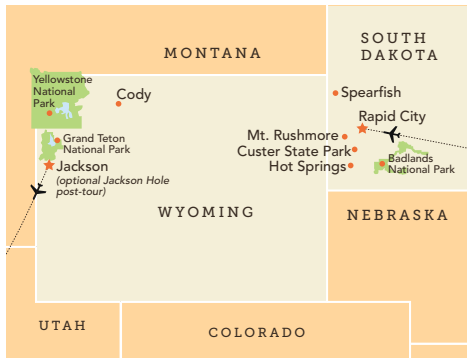 SOUTH
DAKOTA
MONTANA
Yellowstone
National
Park
Cody
Spearfish
Rapid City
Grand Teton
National Park
Mt. Rushmore
Custer State Park
Hot Springs
Badlands
National Park
Jackson
(optional Jackson Hole
post-tour)
WYOMING
NEBRASKA
UTAH
COLORADO